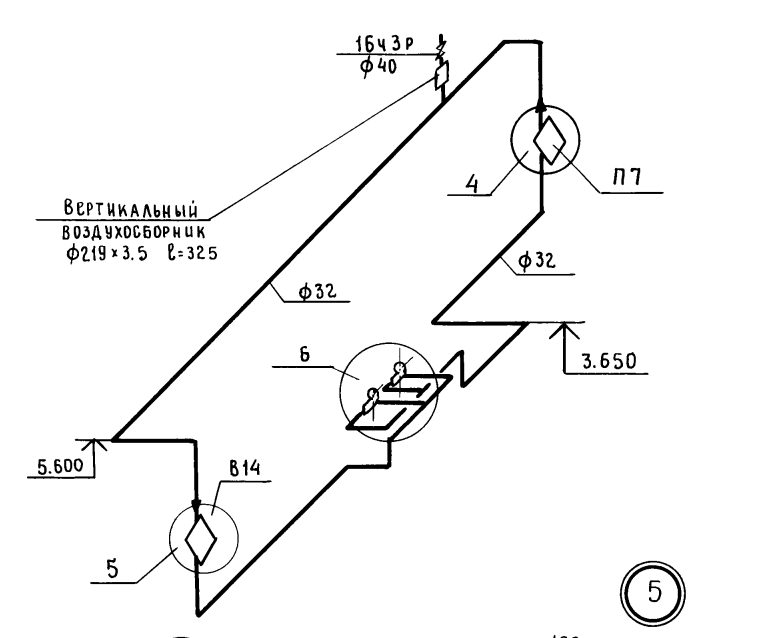 16ч3р
ф40
4
П7
Вертикальный
воздухосборник
ф219×3.5 ℓ=325
ф32
ф32
6
3.650
5.600
В14
5
5